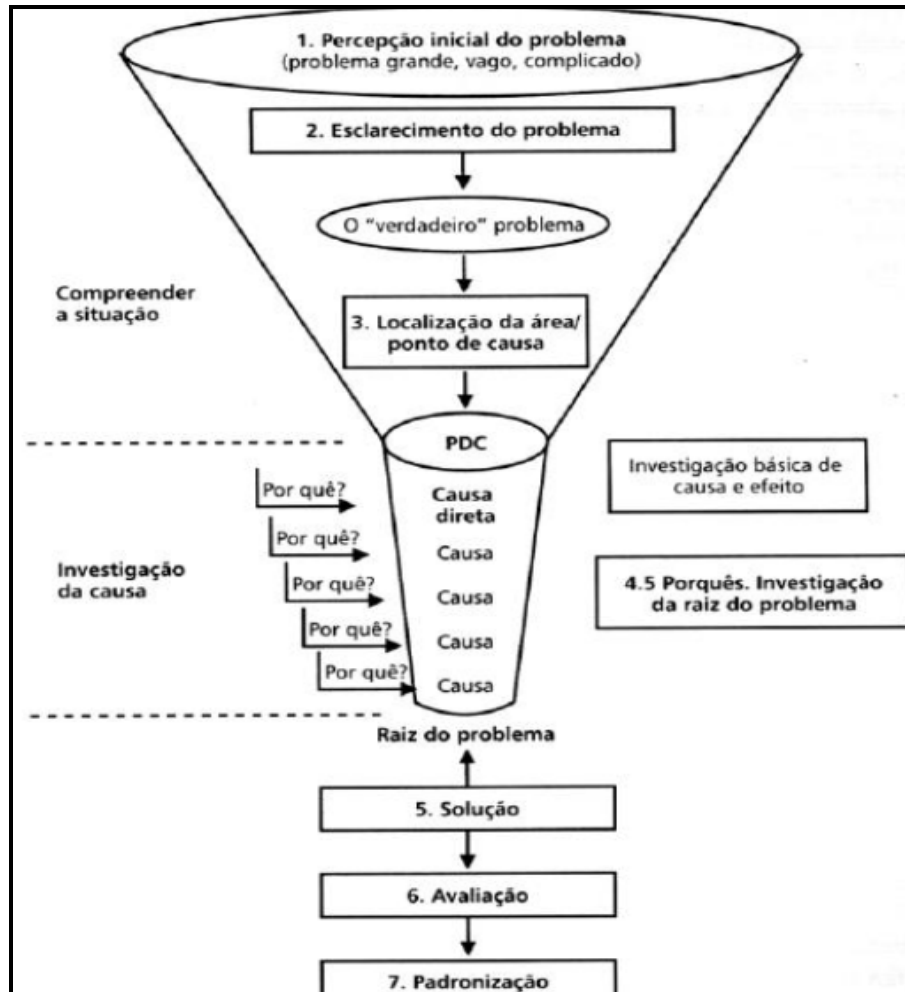 1. Percepção inicial do problema
(problema grande, vago, complicado)
2. Esclarecimento do problema
O "verdadeiro" problema
Compreender
a situação
3. Localização da área/
ponto de causa
PDC
Investigação básica de
causa e efeito
Por quê?
Causa
direta
Por quê?
Causa
Investigação
da causa
Por quê?
Causa
4.5 Porquês. Investigação
da raiz do problema
Por quê?
Causa
Por quê?
Causa
Raiz do problema
5. Solução
6. Avaliação
7. Padronização